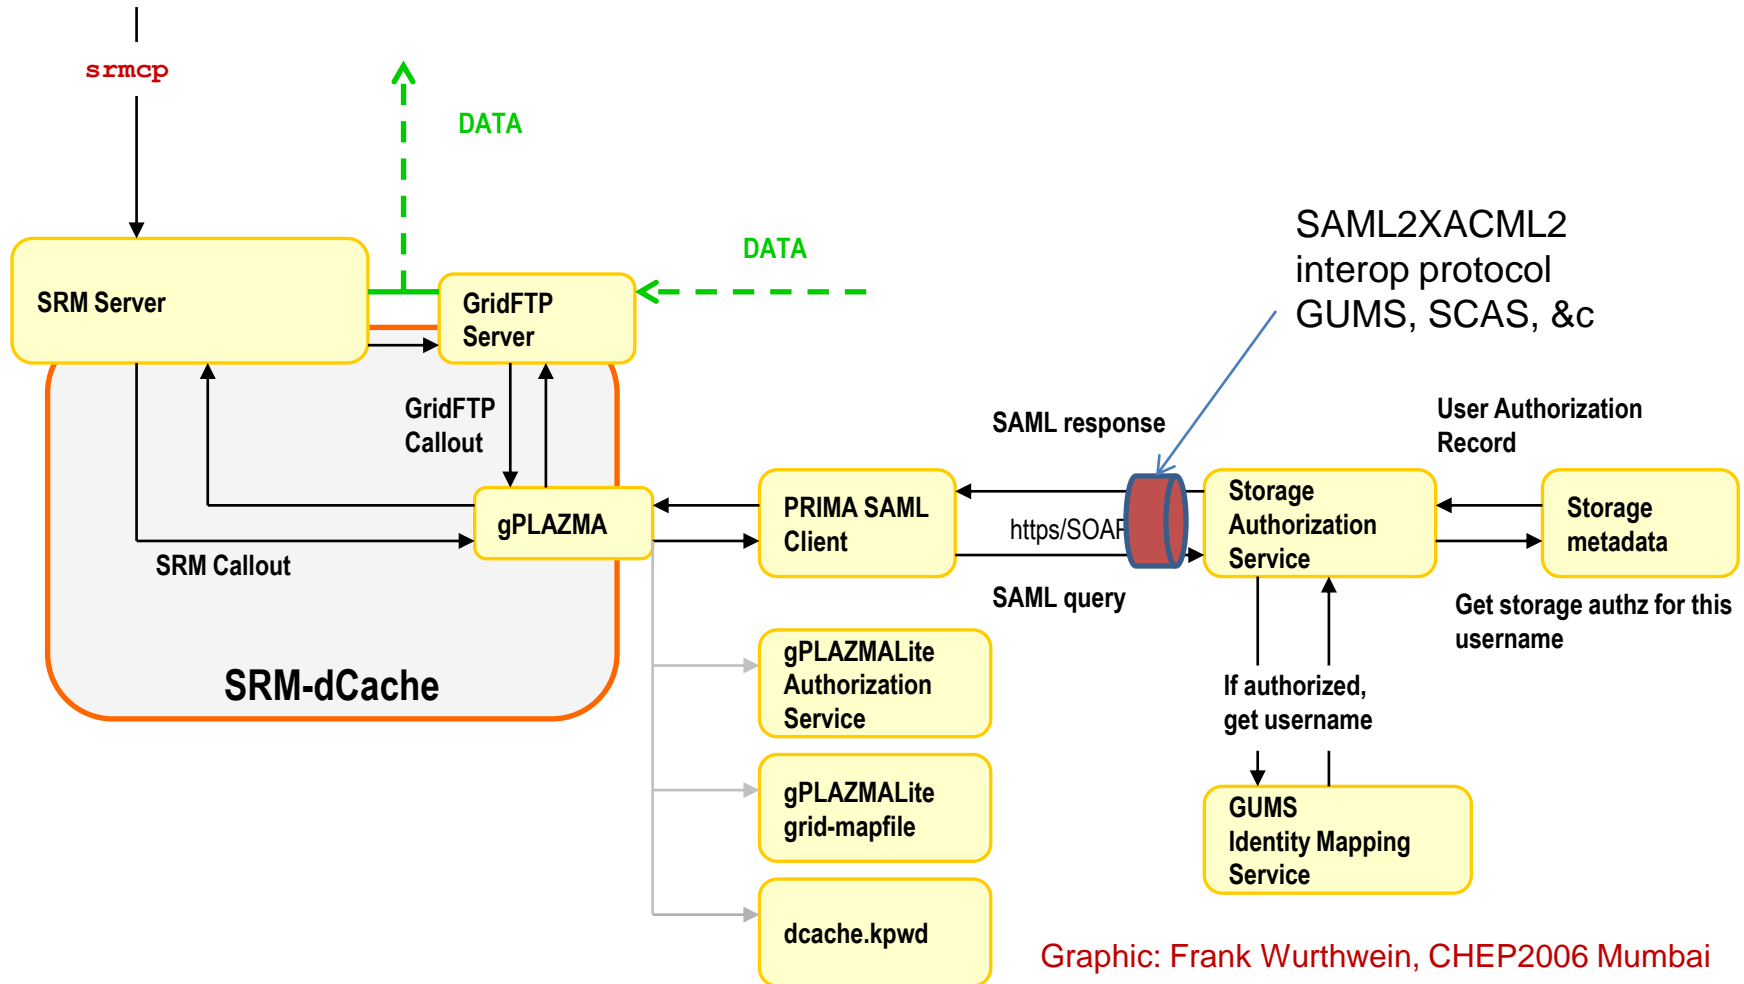 srmcp
DATA
DATA
SAML2XACML2
interop protocol
GUMS, SCAS, &c
SRM Server
GridFTP
Server
GridFTP
Callout
SAML response
User Authorization
Record
gPLAZMA
PRIMA SAML
Client
https/SOAP
Storage
Authorization
Service
Storage
metadata
SRM Callout
SAML query
Get storage authz for this
username
SRM-dCache
gPLAZMALite
Authorization
Service
If authorized,
get username
gPLAZMALite
grid-mapfile
GUMS
Identity Mapping
Service
dcache.kpwd
Graphic: Frank Wurthwein, CHEP2006 Mumbai